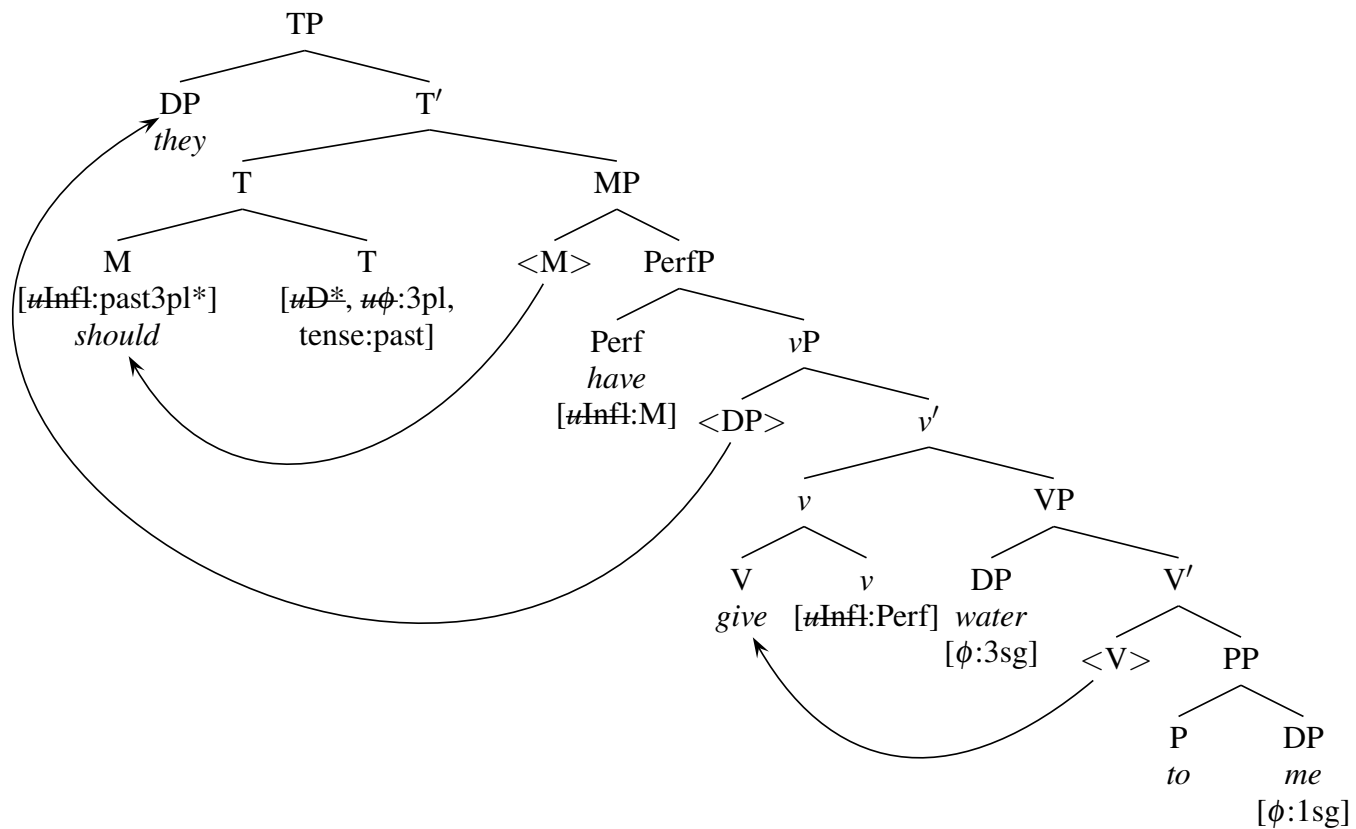 TP
DP T′
they
T MP
M T <M> PerfP
[uInfl:past3pl*] [uD*, uϕ:3pl,
should tense:past] Perf vP
have
[uInfl:M] <DP> v′
v VP
V v DP V′
give [uInfl:Perf] water
[ϕ:3sg] <V> PP
P DP
to me
[ϕ:1sg]